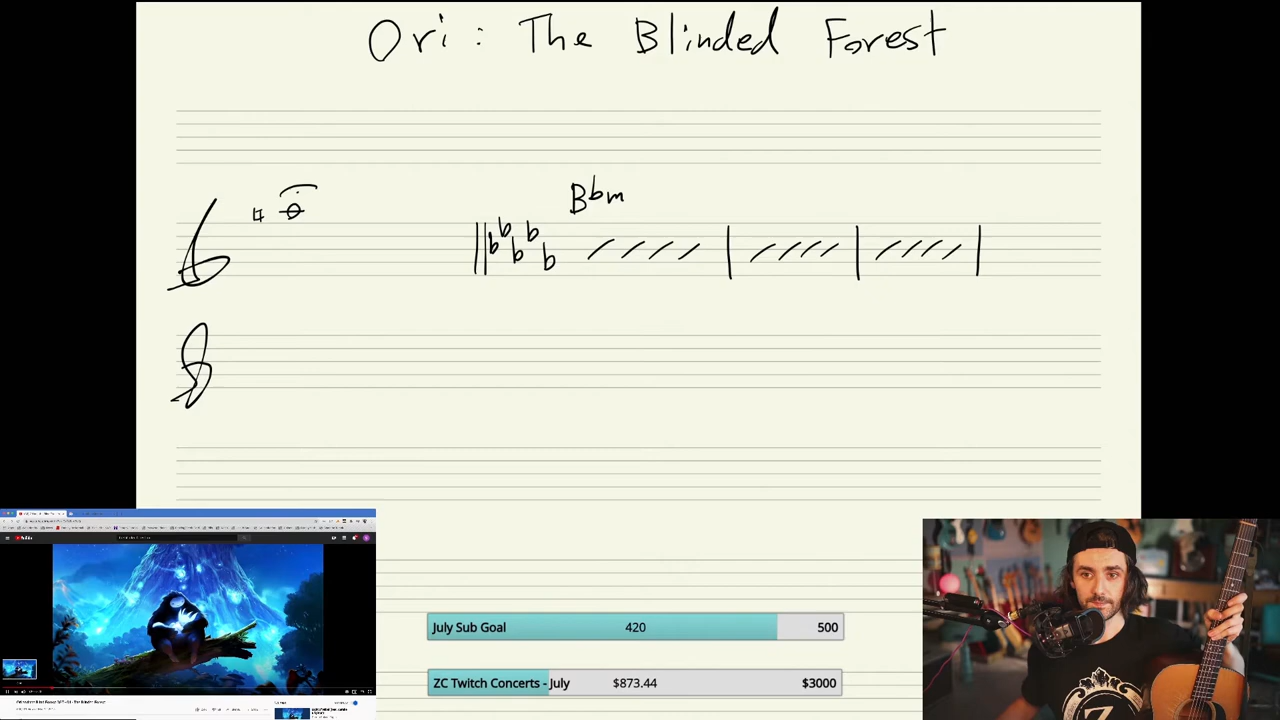 Ori: The Blinded Forest
Bbm
July Sub Goal 420 500
ZC Twitch Concerts - July $873.44 $3000
Z